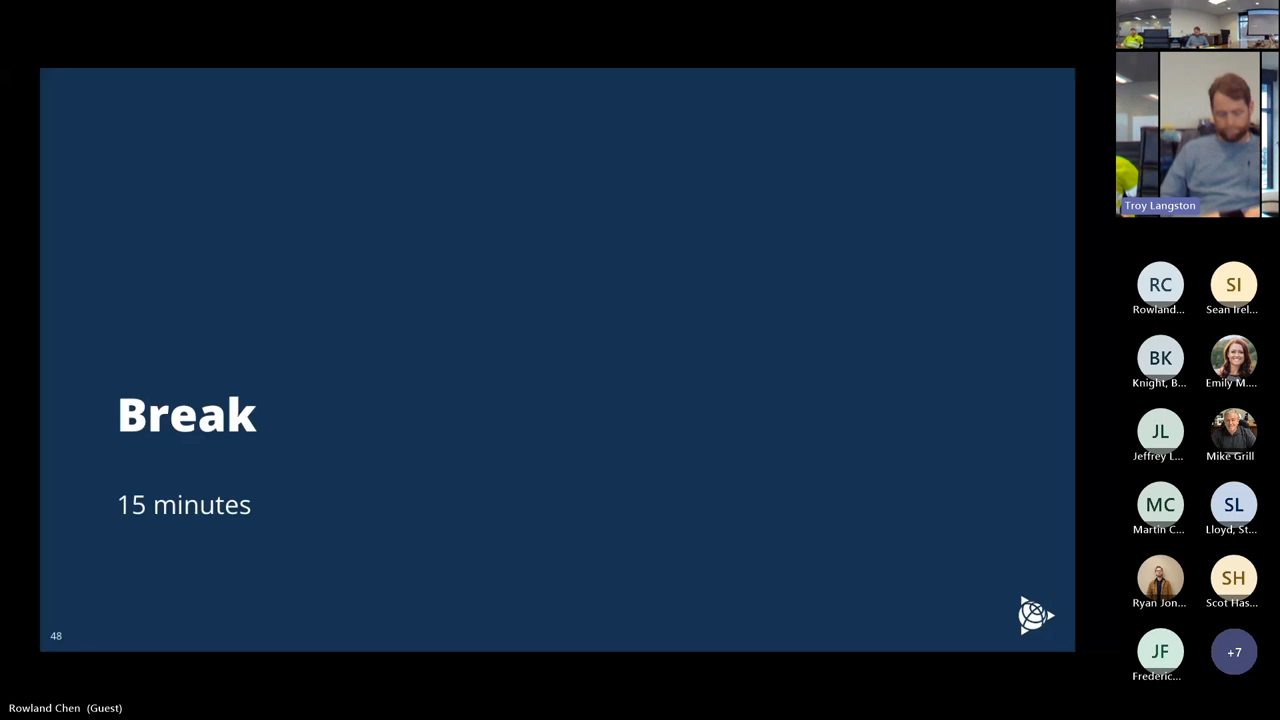 Break
15 minutes
48
Troy Langston
RC
Rowland...
SI
Sean Irel...
BK
Knight, B...
Emily M....
JL
Jeffrey L...
Mike Grill
MC
Martin C...
SL
Lloyd, St...
Ryan Jon...
SH
Scot Has...
JF
Frederic...
+7
Rowland Chen (Guest)